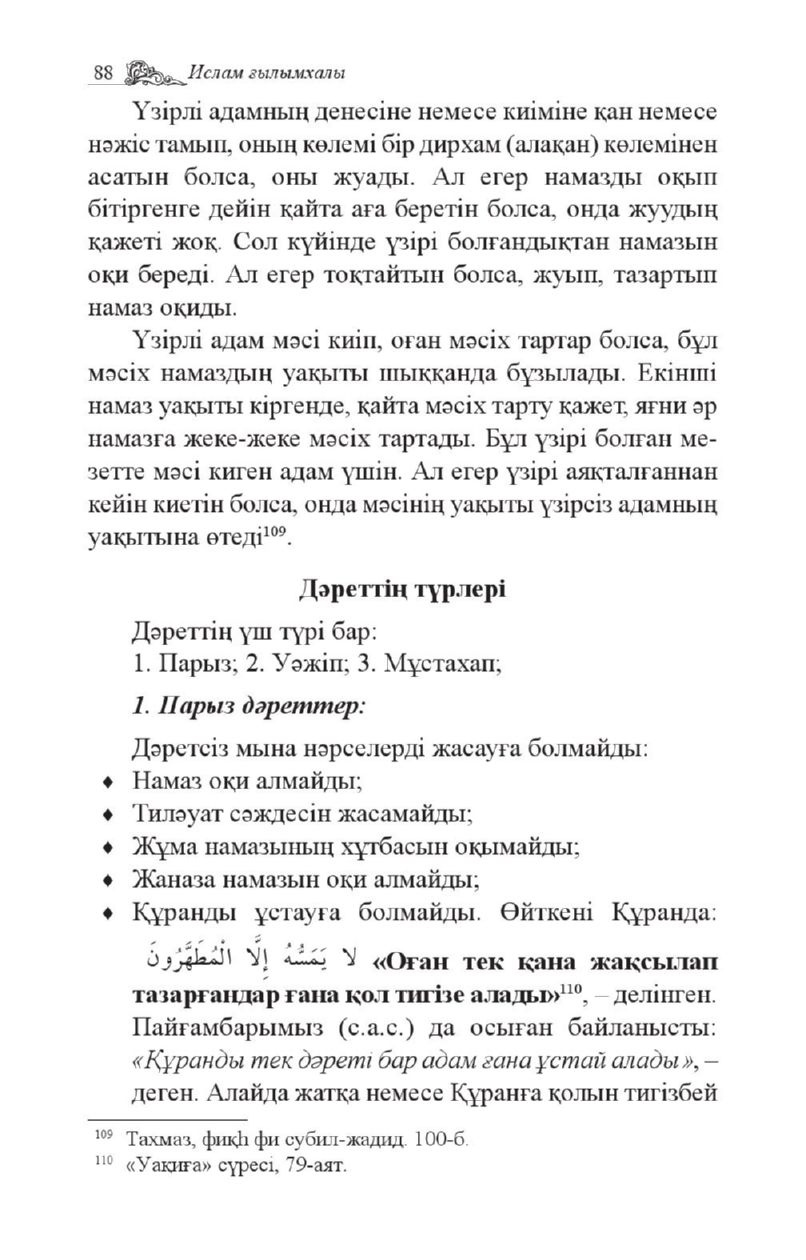 88 Ислам ғылымхалы
Үзірлі адамның денесіне немесе киіміне қан немесе
нәжіс тамып, оның көлемі бір дирхам (алақан) көлемінен
асатын болса, оны жуады. Ал егер намазды оқып
бітіргенге дейін қайта аға беретін болса, онда жуудың
қажеті жоқ. Сол күйінде үзірі болғандықтан намазын
оқи береді. Ал егер тоқтайтын болса, жуып, тазартып
намаз оқиды.
Үзірлі адам мәсі киіп, оған мәсіх тартар болса, бұл
мәсіх намаздың уақыты шыққанда бұзылады. Екінші
намаз уақыты кіргенде, қайта мәсіх тарту қажет, яғни әр
намазға жеке-жеке мәсіх тартады. Бұл үзірі болған ме-
зетте мәсі киген адам үшін. Ал егер үзірі аяқталғаннан
кейін киетін болса, онда мәсінің уақыты үзірсіз адамның
уақытына өтеді¹⁰⁹.
Дәреттің түрлері
Дәреттің үш түрі бар:
1. Парыз; 2. Уәжіп; 3. Мұстахап;
1. Парыз дәреттер:
Дәретсіз мына нәрселерді жасауға болмайды:
♦ Намаз оқи алмайды;
♦ Тиләуат сәждесін жасамайды;
♦ Жұма намазының хұтбасын оқымайды;
♦ Жаназа намазын оқи алмайды;
♦ Құранды ұстауға болмайды. Өйткені Құранда:
لَا يَمَسُّهُ إِلَّا الْمُطَهَّرُونَ «Оған тек қана жақсылап
тазарғандар ғана қол тигізе алады»¹¹⁰, – делінген.
Пайғамбарымыз (с.а.с.) да осыған байланысты:
«Құранды тек дәреті бар адам ғана ұстай алады», –
деген. Алайда жатқа немесе Құранға қолын тигізбей
¹⁰⁹ Тахмаз, фиқһ фи субил-жадид. 100-б.
¹¹⁰ «Уақиға» сүресі, 79-аят.